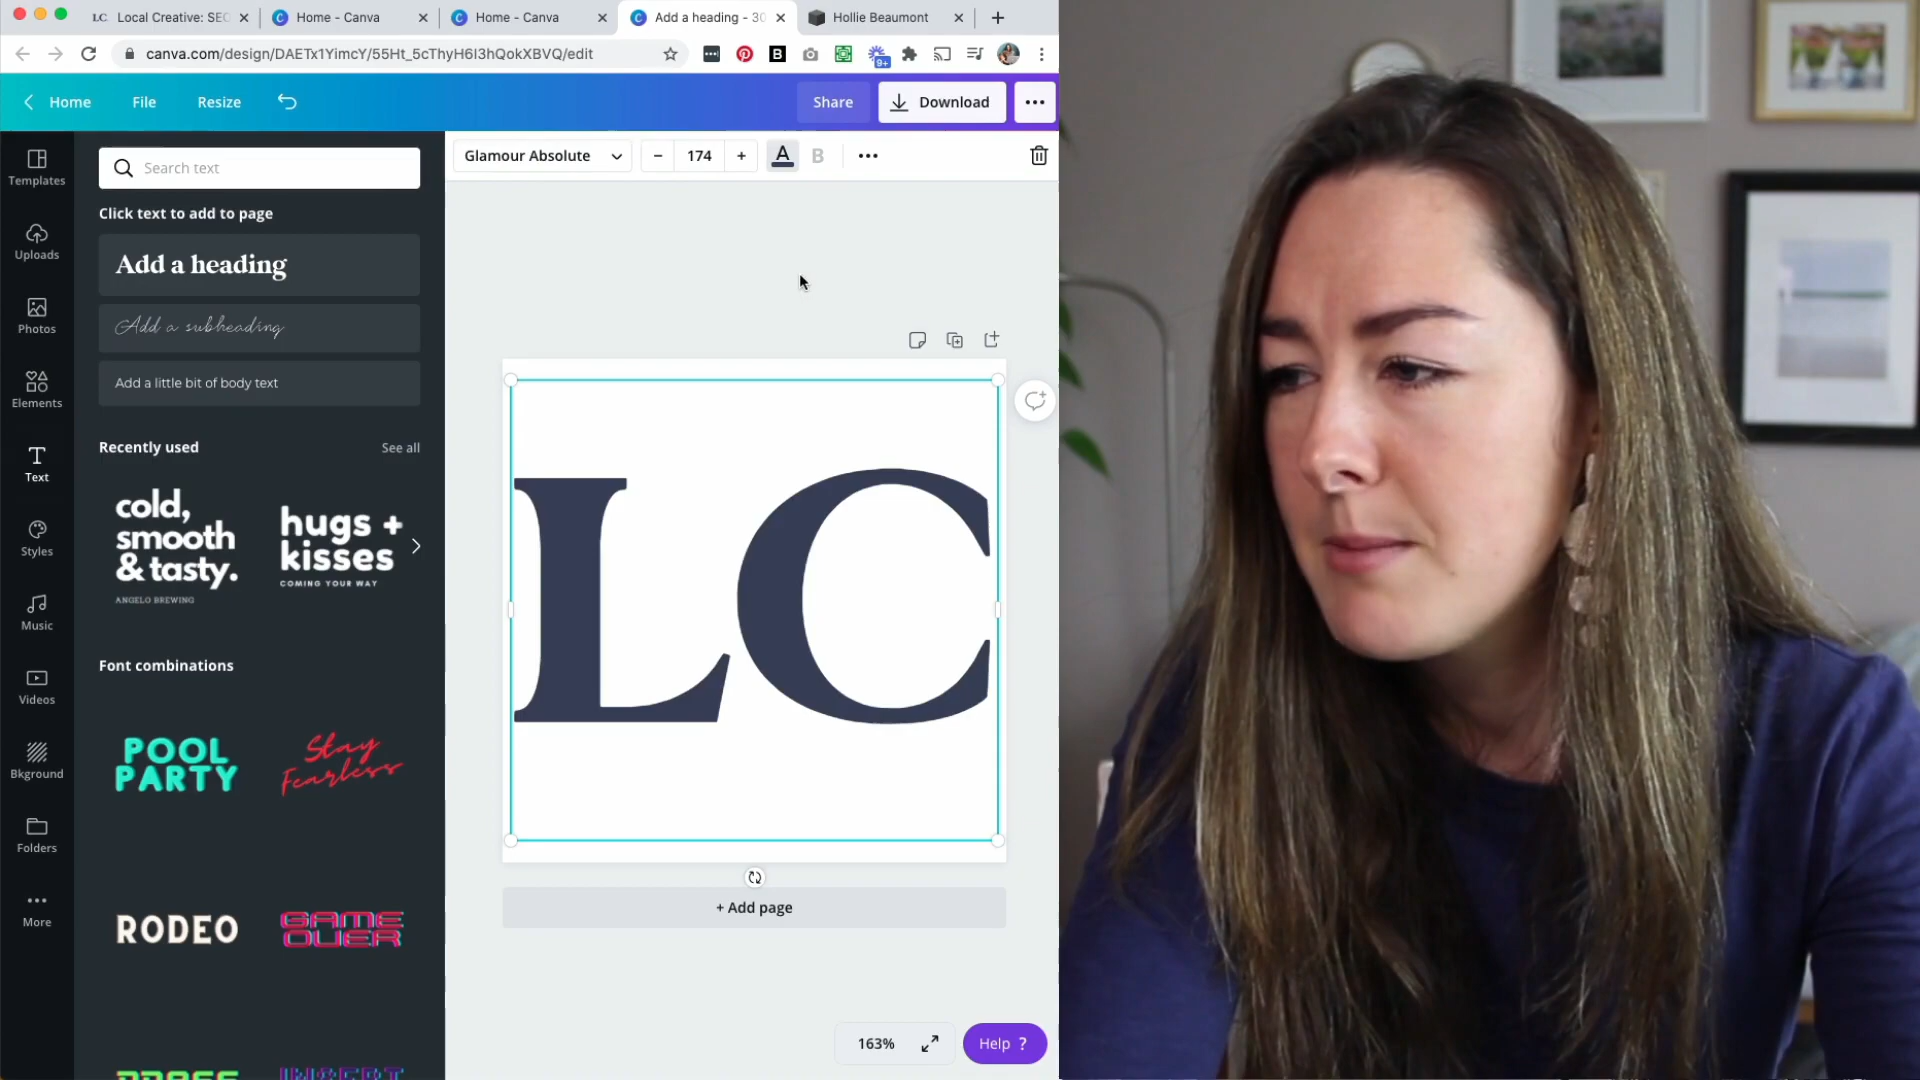 LC. Local Creative: SEO
Home - Canva
Home - Canva
Add a heading - 30
Hollie Beaumont
canva.com/design/DAETx1YimcY/55Ht_5cThyH6I3hQokXBVQ/edit
B
9+
Home
File
Resize
Share
Download
Templates
Uploads
Photos
Elements
Text
Styles
Music
Videos
Bkground
Folders
More
Search text
Click text to add to page
Add a heading
Add a subheading
Add a little bit of body text
Recently used
See all
cold,
smooth
& tasty.
ANGELO BREWING
hugs +
kisses
COMING YOUR WAY
Font combinations
POOL
PARTY
Stay
Fearless
RODEO
GAME
OVER
Glamour Absolute
174
A
B
LC
+ Add page
163%
Help ?